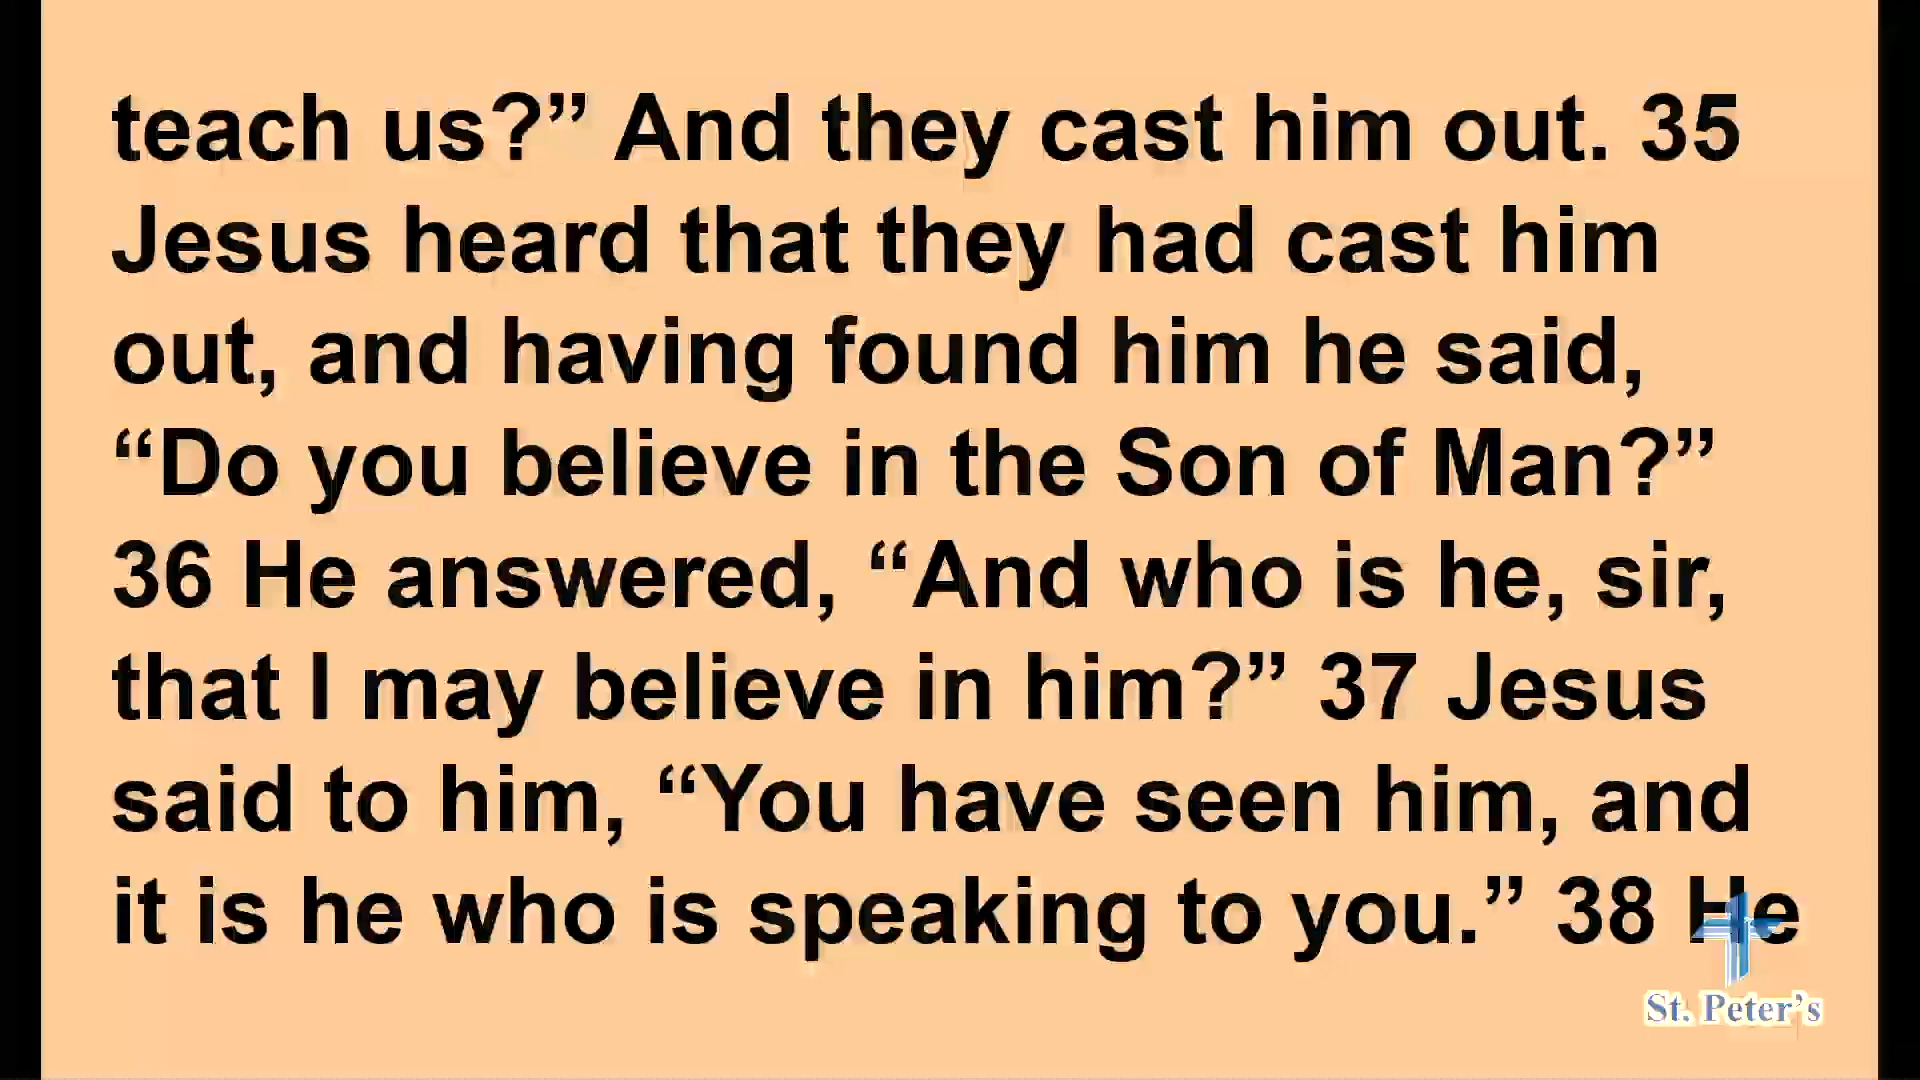 teach us?” And they cast him out. 35
Jesus heard that they had cast him
out, and having found him he said,
“Do you believe in the Son of Man?”
36 He answered, “And who is he, sir,
that I may believe in him?” 37 Jesus
said to him, “You have seen him, and
it is he who is speaking to you.” 38 He
St. Peter’s